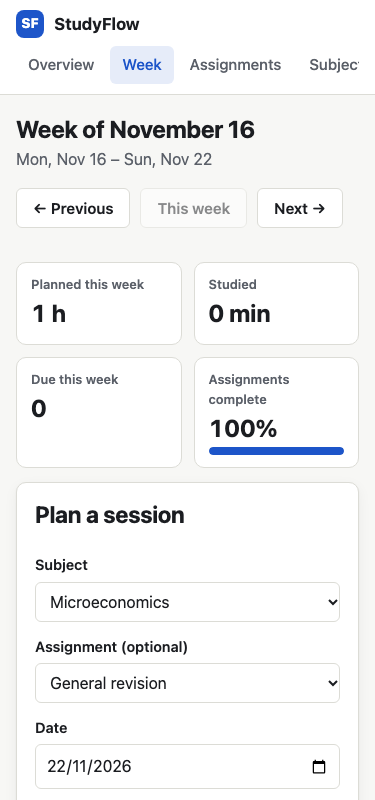 SF StudyFlow
Overview Week Assignments Subjec
Week of November 16
Mon, Nov 16 – Sun, Nov 22
← Previous This week Next →
Planned this week
1 h
Studied
0 min
Due this week
0
Assignments
complete
100%
Plan a session
Subject
Microeconomics
Assignment (optional)
General revision
Date
22/11/2026